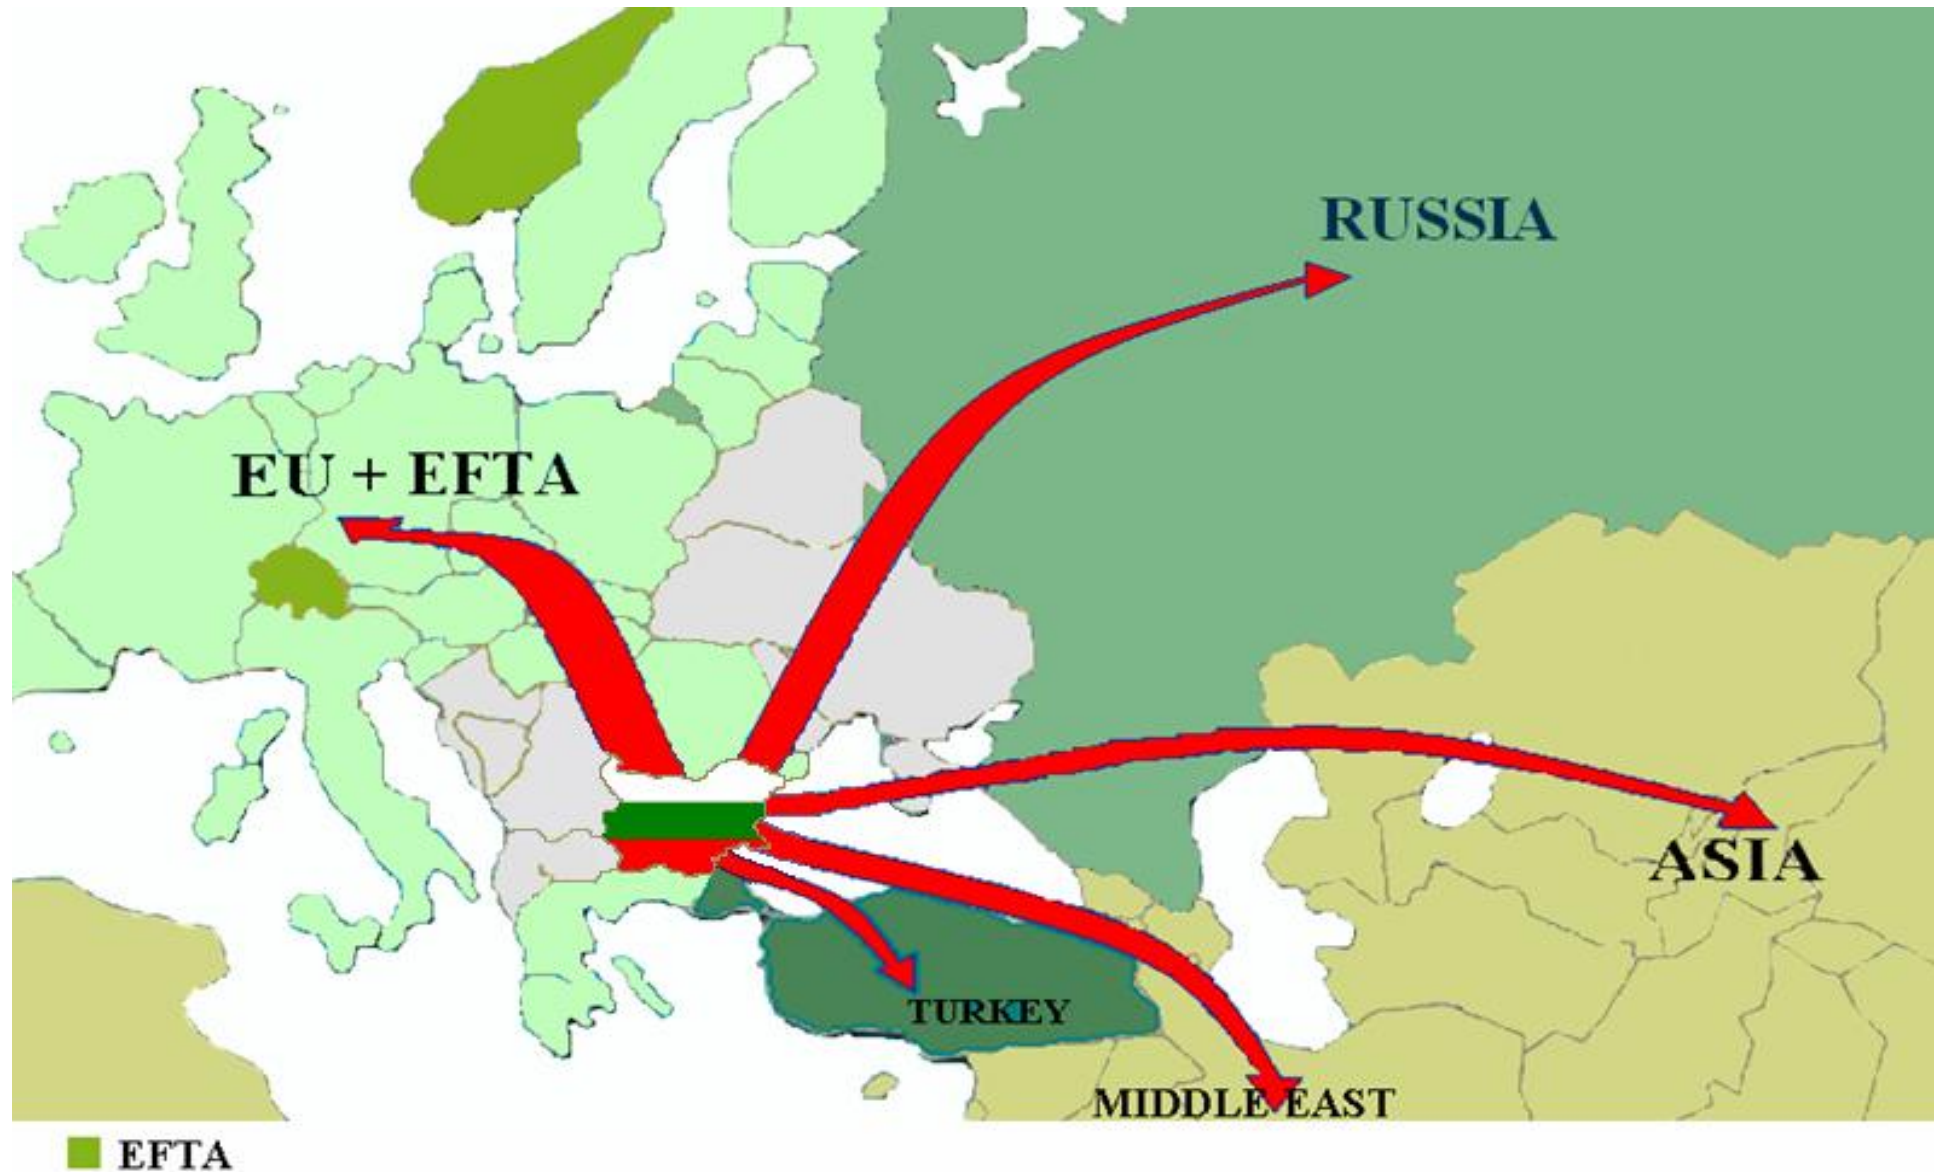 RUSSIA
EU + EFTA
ASIA
TURKEY
MIDDLE EAST
EFTA